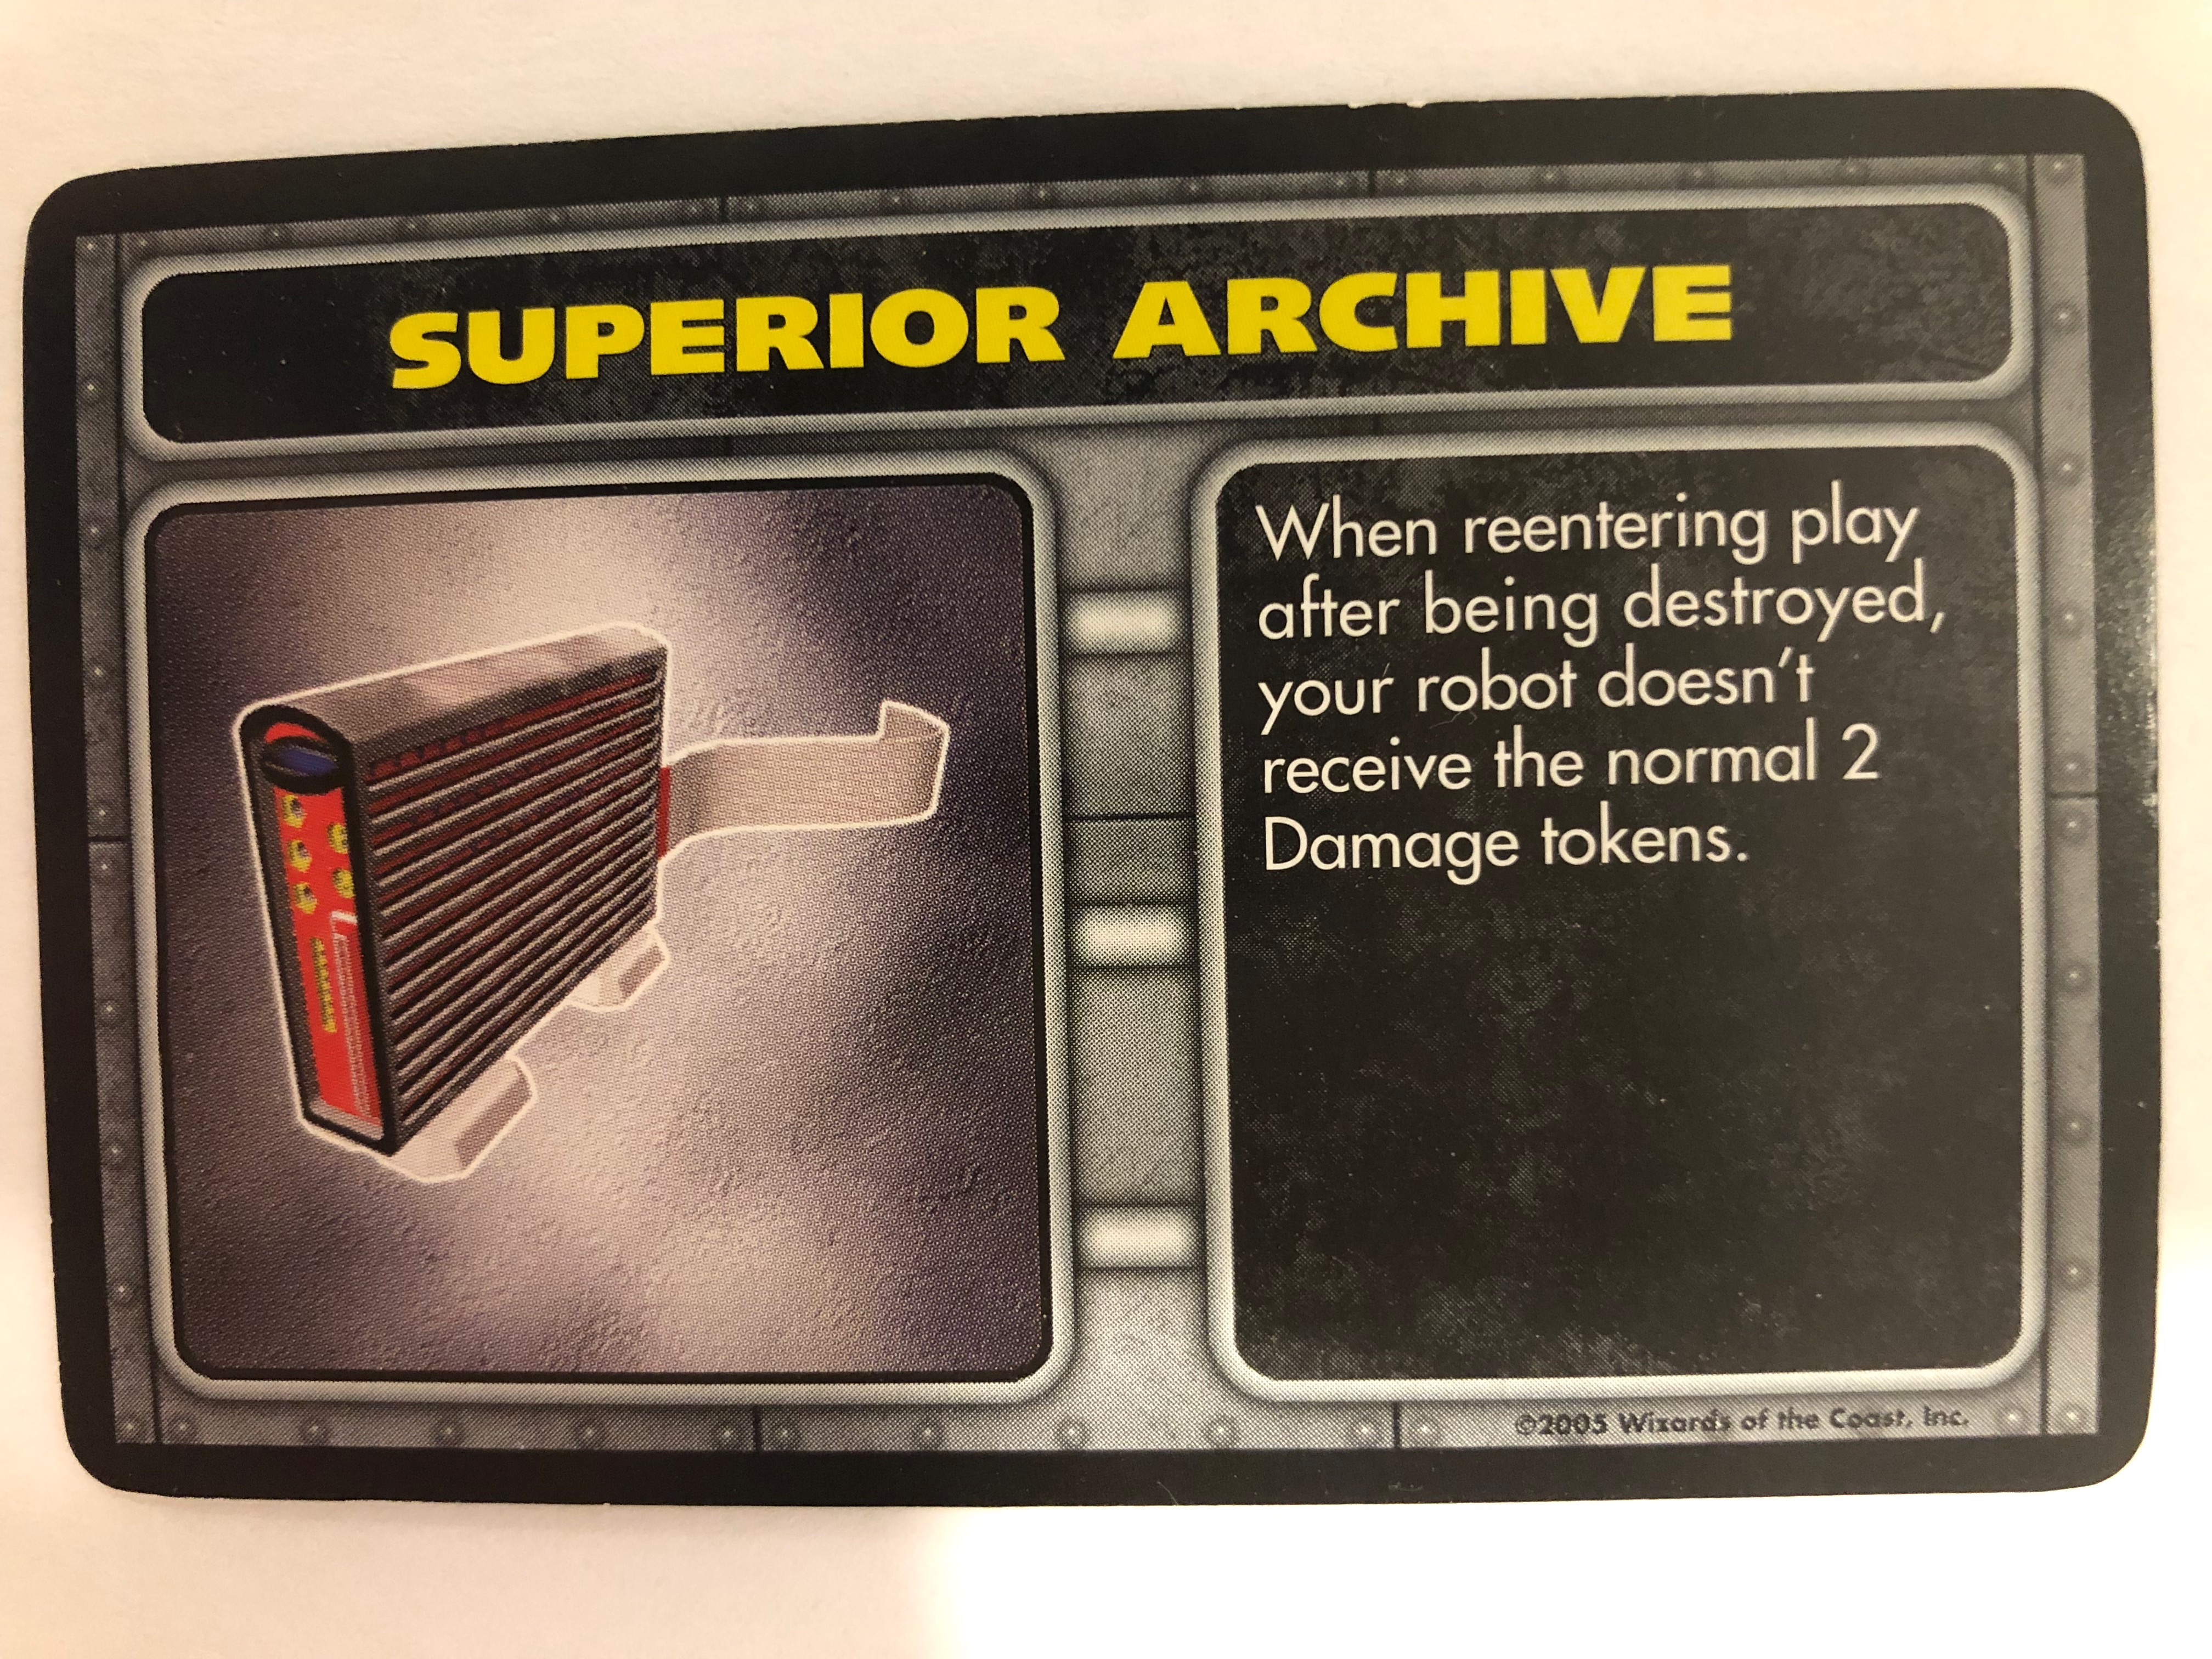 SUPERIOR ARCHIVE
When reentering play
after being destroyed,
your robot doesn't
receive the normal 2
Damage tokens.
©2005 Wizards of the Coast, Inc.